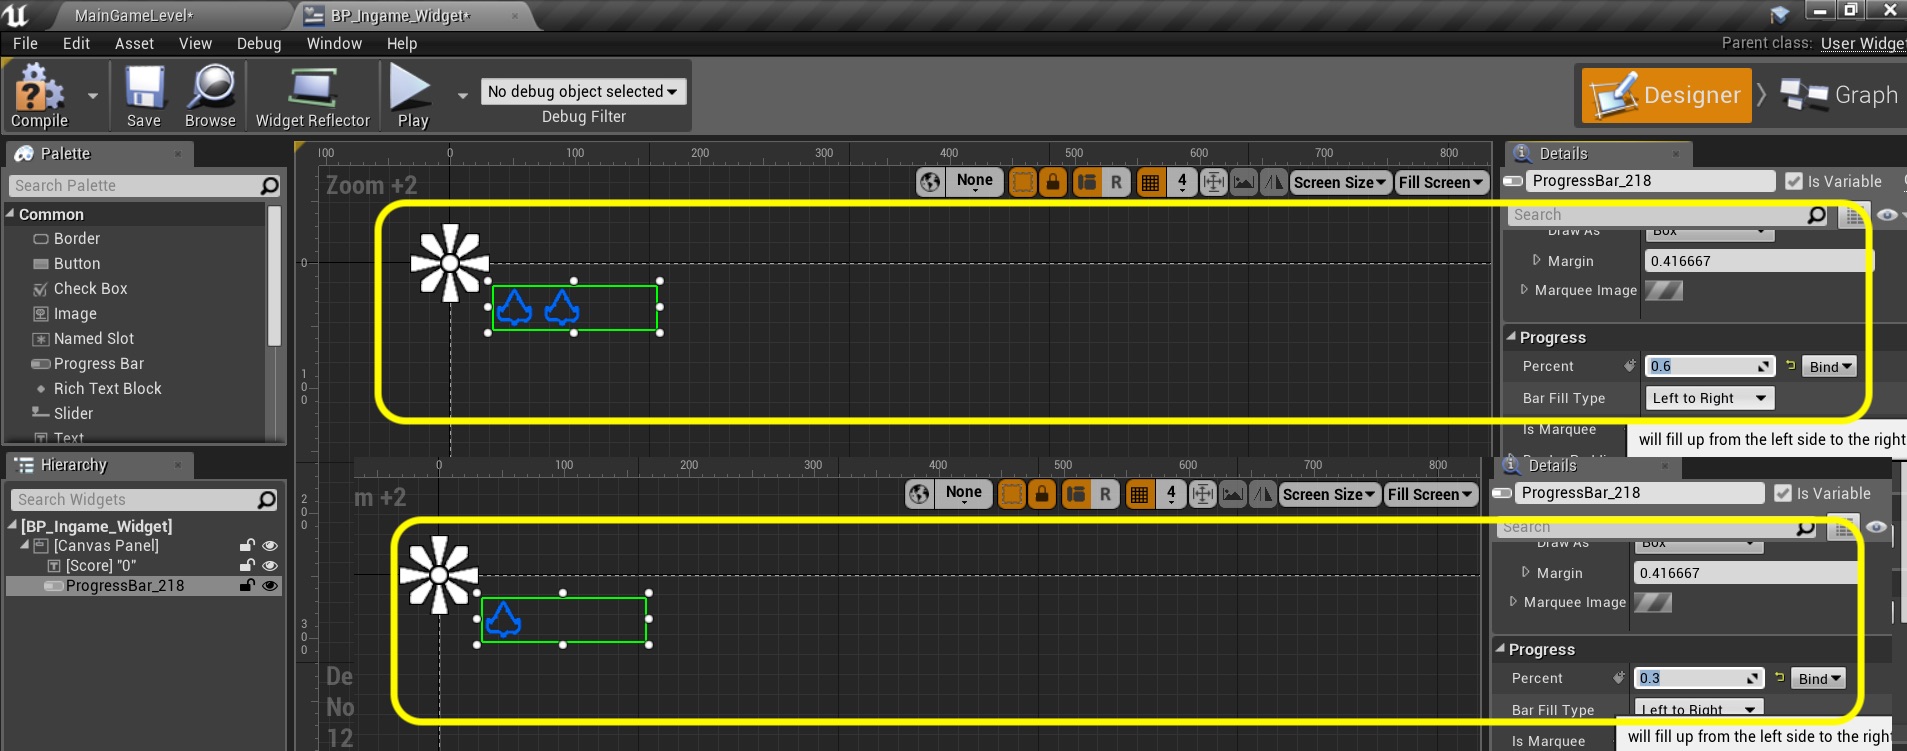 MainGameLevel*
BP_Ingame_Widget*
File Edit Asset View Debug Window Help
Parent class: User Widge
Compile
Save
Browse
Widget Reflector
Play
No debug object selected
Debug Filter
Designer
Graph
Palette
Search Palette
Common
Border
Button
Check Box
Image
Named Slot
Progress Bar
Rich Text Block
Slider
Text
Hierarchy
Search Widgets
[BP_Ingame_Widget]
[Canvas Panel]
[Score] "0"
ProgressBar_218
100 0 100 200 300 400 500 600 700 800
Zoom +2
None
R
4
Screen Size
Fill Screen
0
100
200
300
Details
ProgressBar_218
Is Variable
Search
Draw As
Box
Margin
0.416667
Marquee Image
Progress
Percent
0.6
Bind
Bar Fill Type
Left to Right
Is Marquee
will fill up from the left side to the right
0 100 200 300 400 500 600 700 800
m +2
None
R
4
Screen Size
Fill Screen
De
No
12
Details
ProgressBar_218
Is Variable
Search
Draw As
Box
Margin
0.416667
Marquee Image
Progress
Percent
0.3
Bind
Bar Fill Type
Left to Right
Is Marquee
will fill up from the left side to the right